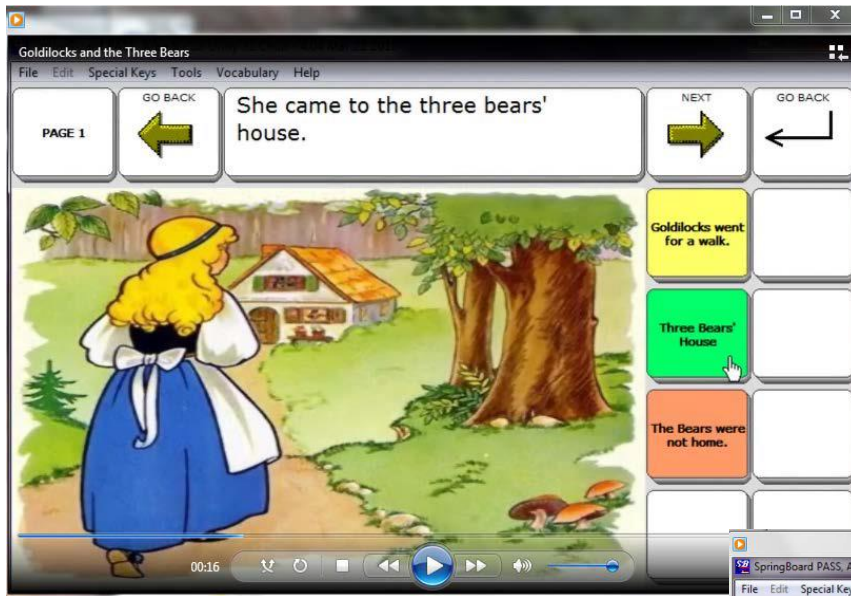 Goldilocks and the Three Bears
File Edit Special Keys Tools Vocabulary Help
PAGE 1
GO BACK
She came to the three bears'
house.
NEXT
GO BACK
Goldilocks went
for a walk.
Three Bears'
House
The Bears were
not home.
00:16
SB
SpringBoard PASS, A
File Edit Special Key